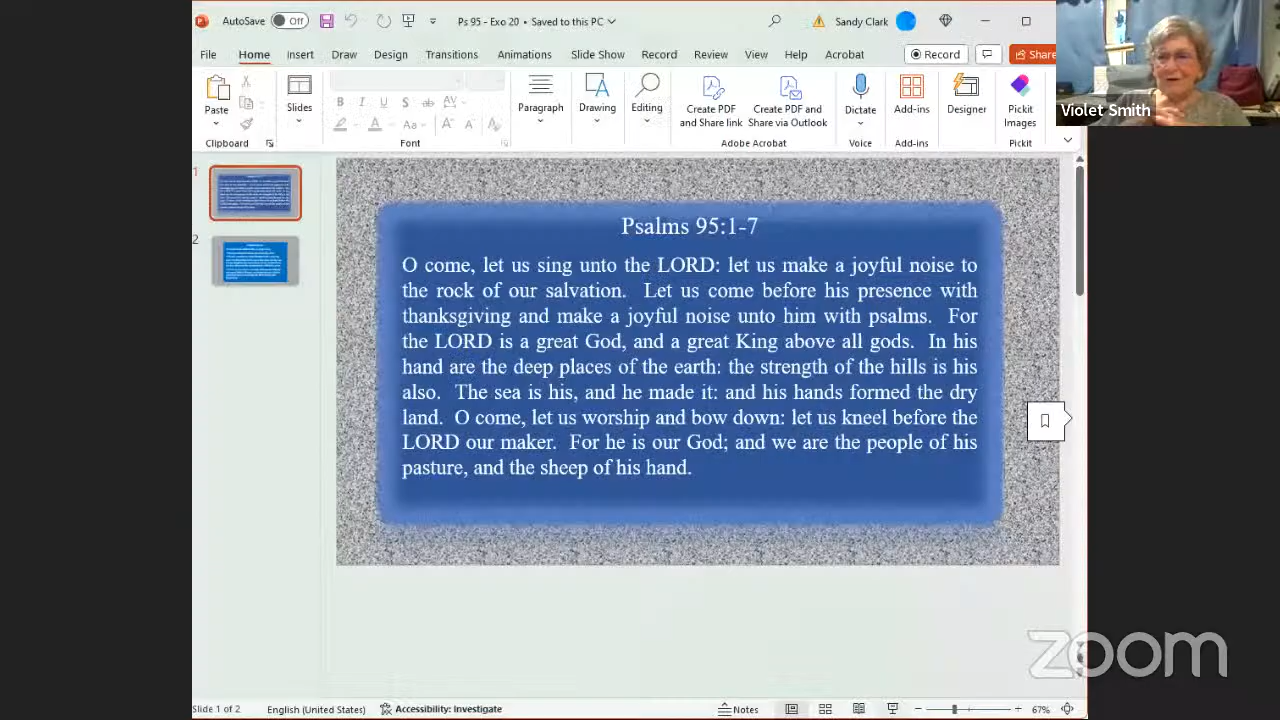 AutoSave Off Ps 95 - Exo 20 • Saved to this PC Sandy Clark
File Home Insert Draw Design Transitions Animations Slide Show Record Review View Help Acrobat Record Share
Paste Slides B I U S ab AV Aa A A A Paragraph Drawing Editing Create PDF and Share link Create PDF and Share via Outlook Dictate Add-ins Designer Pickit Images
Clipboard Font Adobe Acrobat Voice Add-ins Pickit
Violet Smith
1
2
Psalms 95:1-7
O come, let us sing unto the LORD: let us make a joyful noise to
the rock of our salvation. Let us come before his presence with
thanksgiving and make a joyful noise unto him with psalms. For
the LORD is a great God, and a great King above all gods. In his
hand are the deep places of the earth: the strength of the hills is his
also. The sea is his, and he made it: and his hands formed the dry
land. O come, let us worship and bow down: let us kneel before the
LORD our maker. For he is our God; and we are the people of his
pasture, and the sheep of his hand.
zoom
Slide 1 of 2 English (United States) Accessibility: Investigate Notes 67%